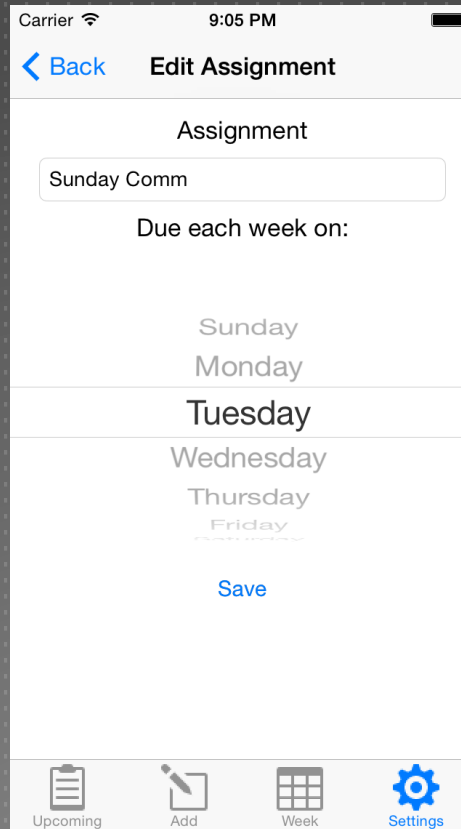 Carrier 9:05 PM
Back Edit Assignment
Assignment
Sunday Comm
Due each week on:
Sunday
Monday
Tuesday
Wednesday
Thursday
Friday
Saturday
Save
Upcoming Add Week Settings